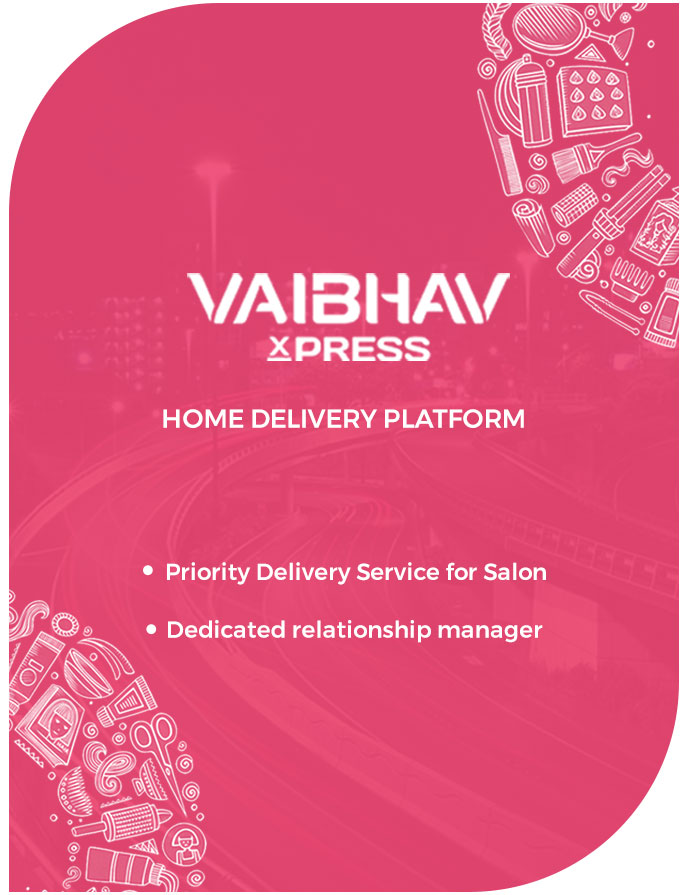 VAIBHAV
XPRESS
HOME DELIVERY PLATFORM
• Priority Delivery Service for Salon
• Dedicated relationship manager